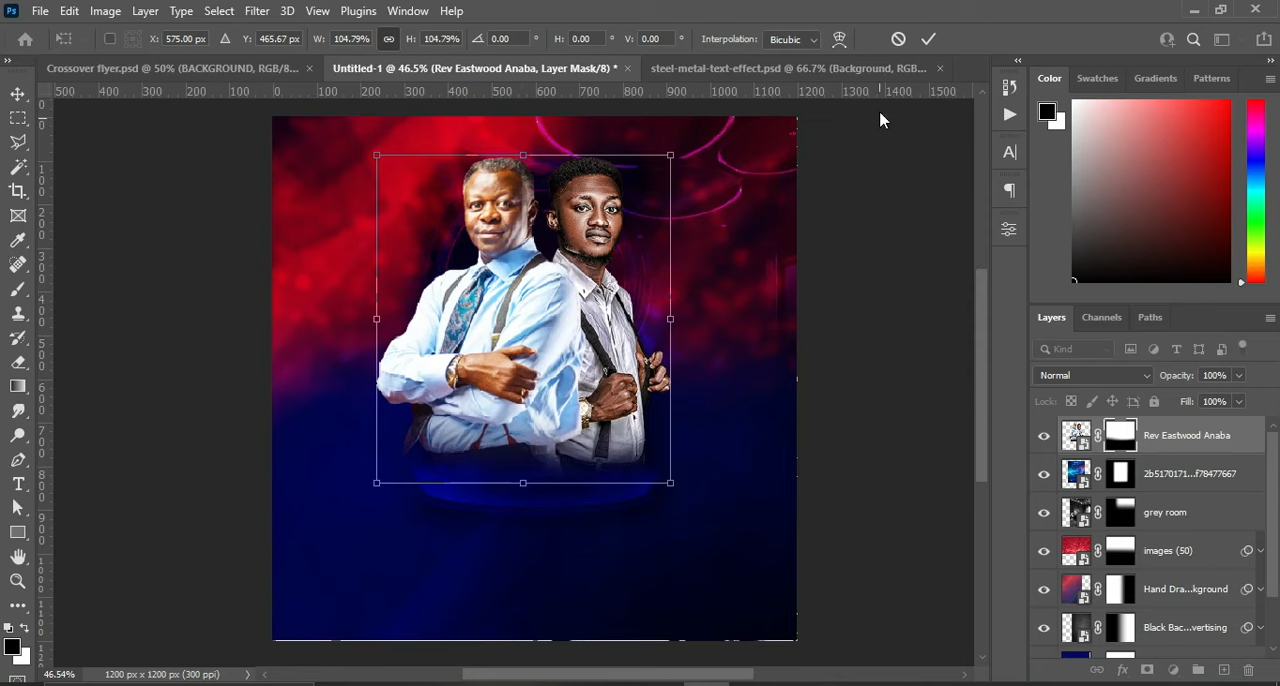 Ps File Edit Image Layer Type Select Filter 3D View Plugins Window Help
X: 575.00 px Y: 465.67 px W: 104.79% H: 104.79% 0.00 ° H: 0.00 ° V: 0.00 ° Interpolation: Bicubic
Crossover flyer.psd @ 50% (BACKGROUND, RGB/8... × Untitled-1 @ 46.5% (Rev Eastwood Anaba, Layer Mask/8) * × steel-metal-text-effect.psd @ 66.7% (Background, RGB... ×
500 400 300 200 100 0 100 200 300 400 500 600 700 800 900 1000 1100 1200 1300 1400 1500
Color Swatches Gradients Patterns
Layers Channels Paths
Kind
Normal Opacity: 100%
Lock: Fill: 100%
Rev Eastwood Anaba
2b5170171...f78477667
grey room
images (50)
Hand Dra...kground
Black Bac...vertising
46.54% 1200 px x 1200 px (300 ppi)